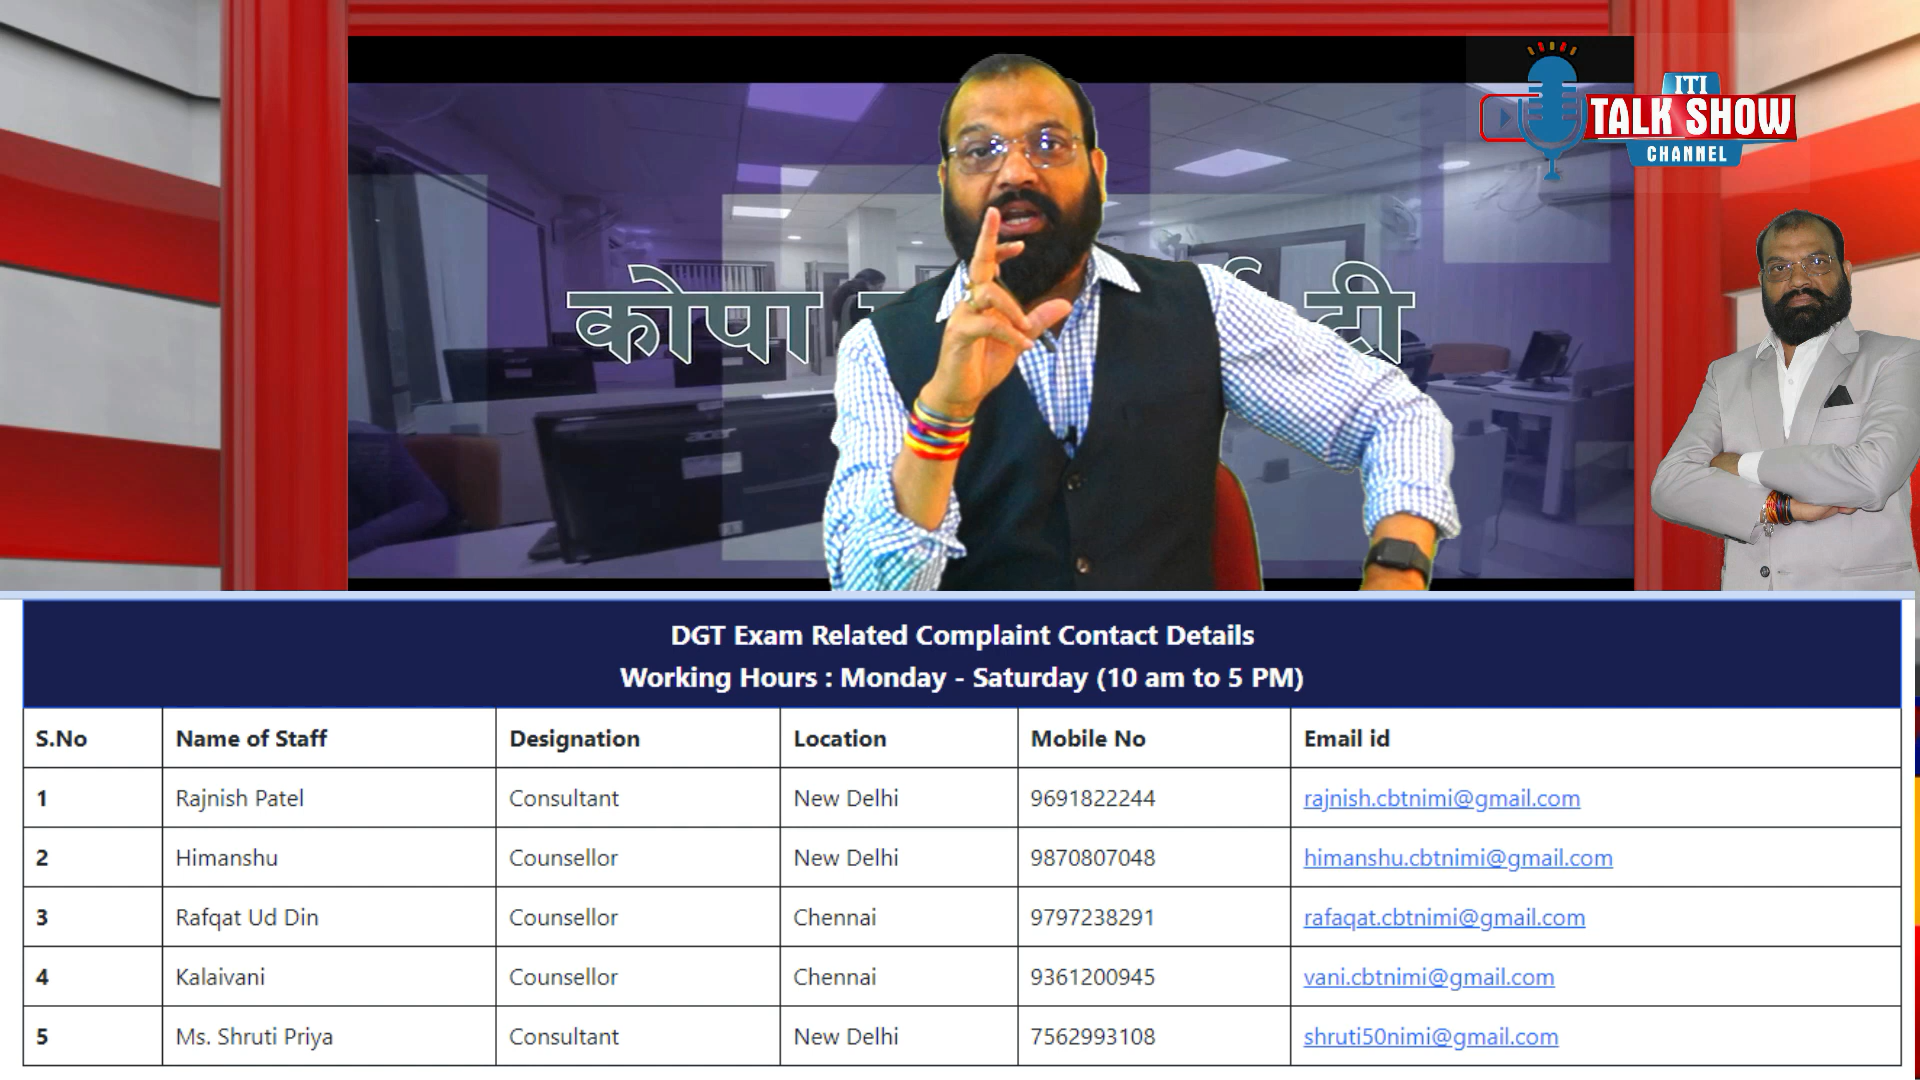 ITI
TALK SHOW
CHANNEL
कोपा
टी
DGT Exam Related Complaint Contact Details
Working Hours : Monday - Saturday (10 am to 5 PM)
S.No Name of Staff Designation Location Mobile No Email id
1 Rajnish Patel Consultant New Delhi 9691822244 rajnish.cbtnimi@gmail.com
2 Himanshu Counsellor New Delhi 9870807048 himanshu.cbtnimi@gmail.com
3 Rafqat Ud Din Counsellor Chennai 9797238291 rafaqat.cbtnimi@gmail.com
4 Kalaivani Counsellor Chennai 9361200945 vani.cbtnimi@gmail.com
5 Ms. Shruti Priya Consultant New Delhi 7562993108 shruti50nimi@gmail.com